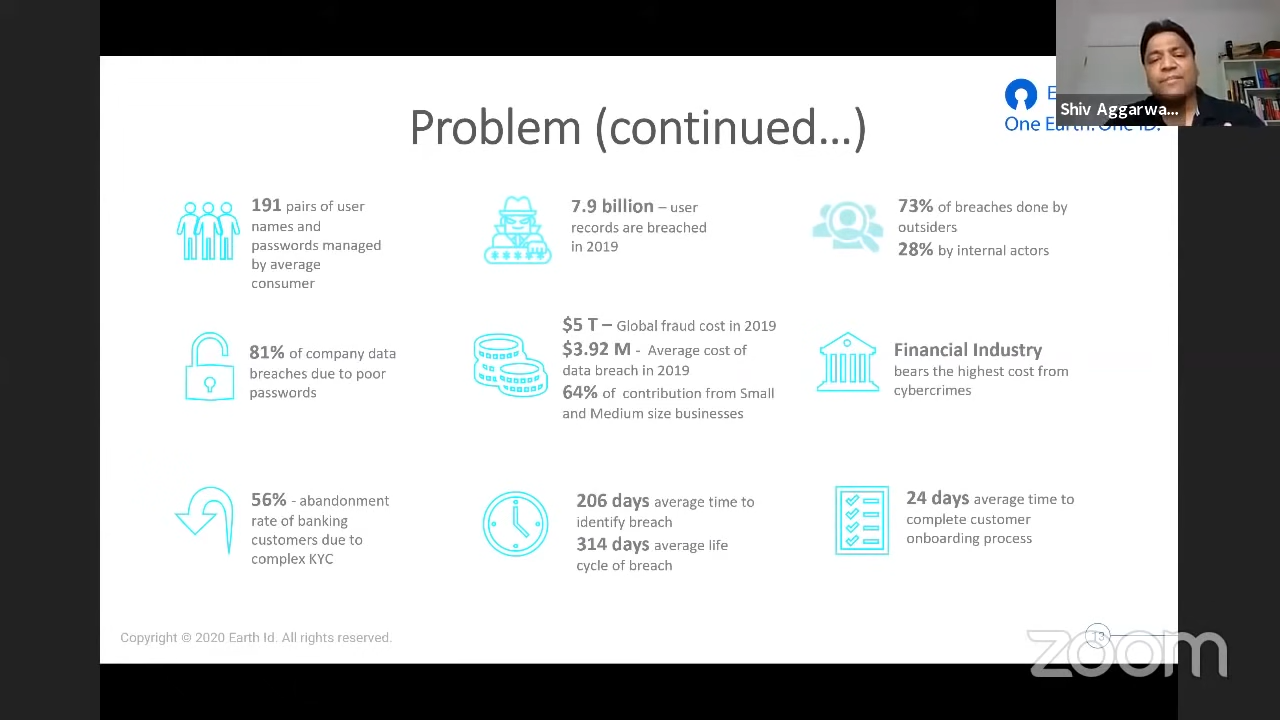 Problem (continued...)
Shiv Aggarwa...
One Earth. One ID.
191 pairs of user
names and
passwords managed
by average
consumer
7.9 billion – user
records are breached
in 2019
73% of breaches done by
outsiders
28% by internal actors
81% of company data
breaches due to poor
passwords
$5 T – Global fraud cost in 2019
$3.92 M - Average cost of
data breach in 2019
64% of contribution from Small
and Medium size businesses
Financial Industry
bears the highest cost from
cybercrimes
56% - abandonment
rate of banking
customers due to
complex KYC
206 days average time to
identify breach
314 days average life
cycle of breach
24 days average time to
complete customer
onboarding process
Copyright © 2020 Earth Id. All rights reserved.
13
zoom